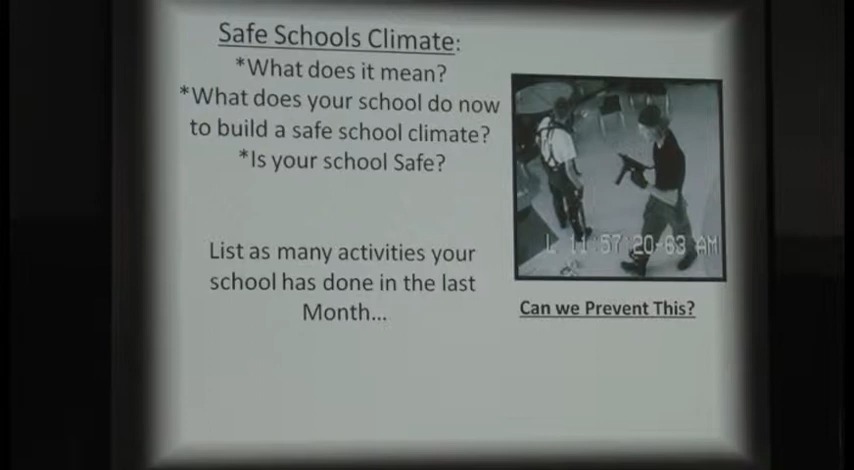 Safe Schools Climate:
*What does it mean?
*What does your school do now
to build a safe school climate?
*Is your school Safe?
List as many activities your
school has done in the last
Month...
L 11:57:20-63 AM
Can we Prevent This?